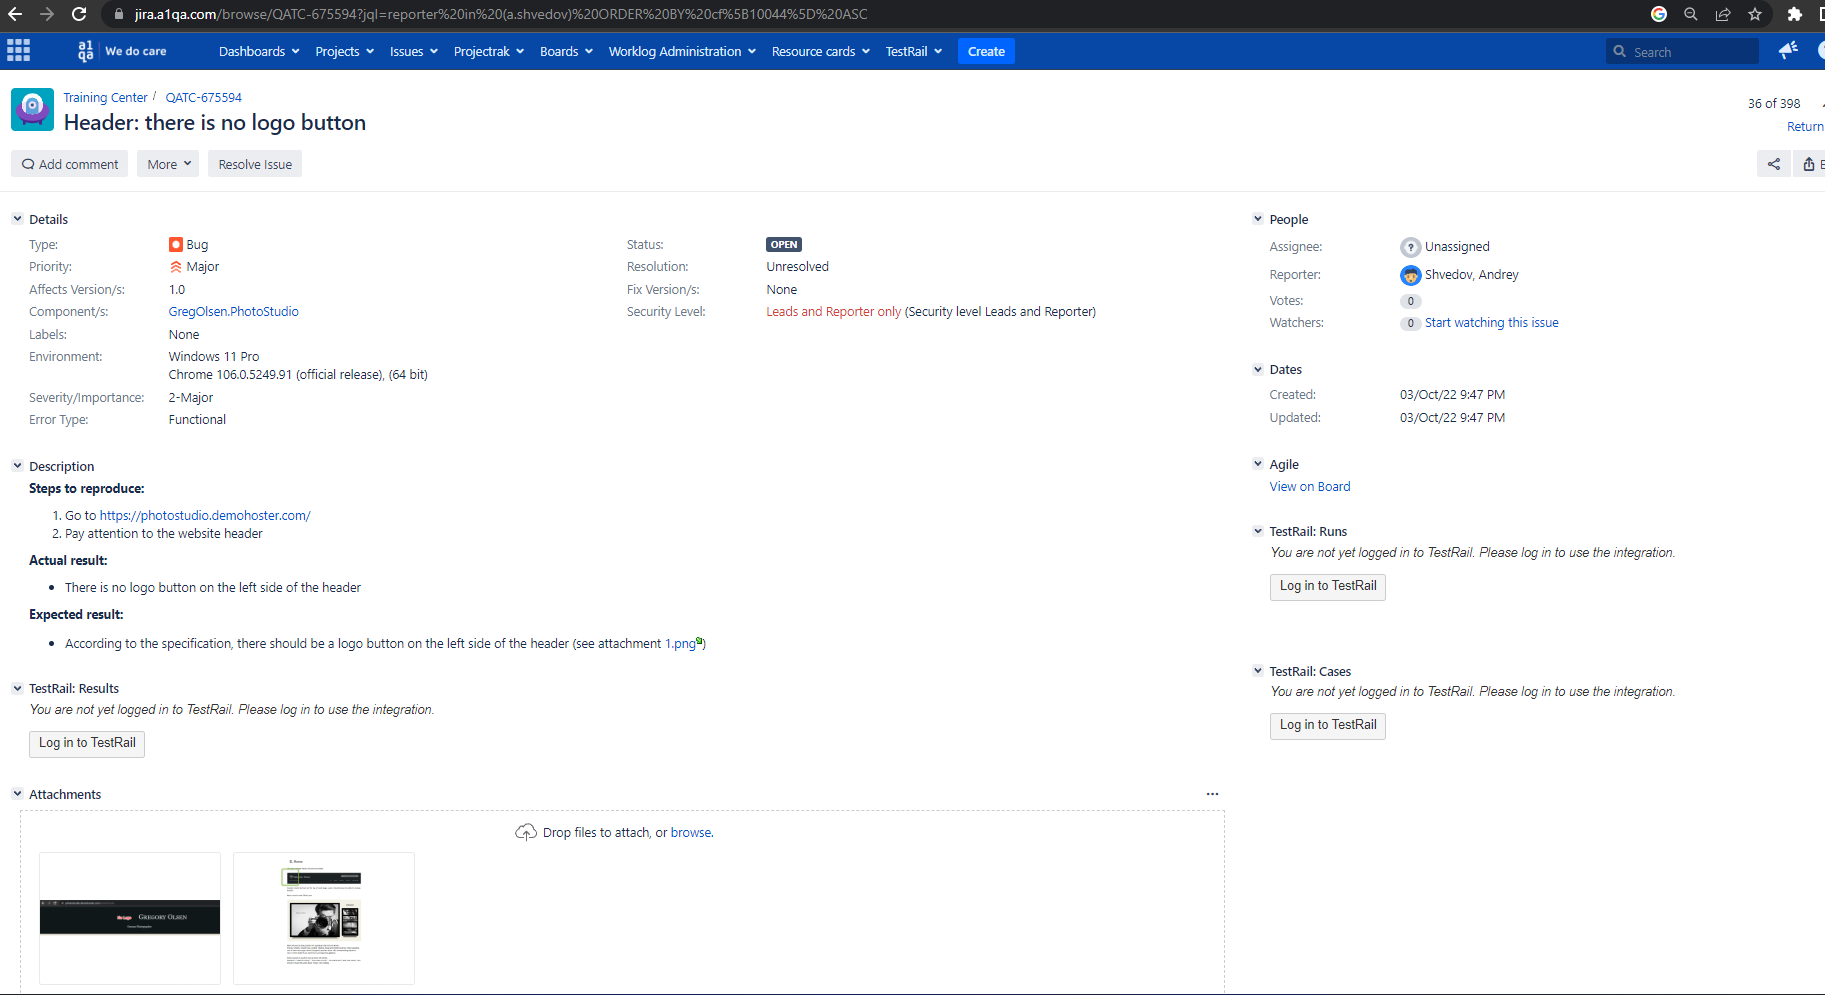 jira.a1qa.com/browse/QATC-675594?jql=reporter%20in%20(a.shvedov)%20ORDER%20BY%20cf%5B10044%5D%20ASC
a1 qa We do care Dashboards Projects Issues Projectrak Boards Worklog Administration Resource cards TestRail Create Search
Training Center / QATC-675594
Header: there is no logo button
36 of 398
Return
Add comment More Resolve Issue
Details
Type: Bug
Priority: Major
Affects Version/s: 1.0
Component/s: GregOlsen.PhotoStudio
Labels: None
Environment: Windows 11 Pro
Chrome 106.0.5249.91 (official release), (64 bit)
Severity/Importance: 2-Major
Error Type: Functional
Status: OPEN
Resolution: Unresolved
Fix Version/s: None
Security Level: Leads and Reporter only (Security level Leads and Reporter)
People
Assignee: ? Unassigned
Reporter: Shvedov, Andrey
Votes: 0
Watchers: 0 Start watching this issue
Dates
Created: 03/Oct/22 9:47 PM
Updated: 03/Oct/22 9:47 PM
Agile
View on Board
TestRail: Runs
You are not yet logged in to TestRail. Please log in to use the integration.
Log in to TestRail
TestRail: Cases
You are not yet logged in to TestRail. Please log in to use the integration.
Log in to TestRail
Description
Steps to reproduce:
1. Go to https://photostudio.demohoster.com/
2. Pay attention to the website header
Actual result:
• There is no logo button on the left side of the header
Expected result:
• According to the specification, there should be a logo button on the left side of the header (see attachment 1.png)
TestRail: Results
You are not yet logged in to TestRail. Please log in to use the integration.
Log in to TestRail
Attachments
Drop files to attach, or browse.
No logo GREGORY OLSEN